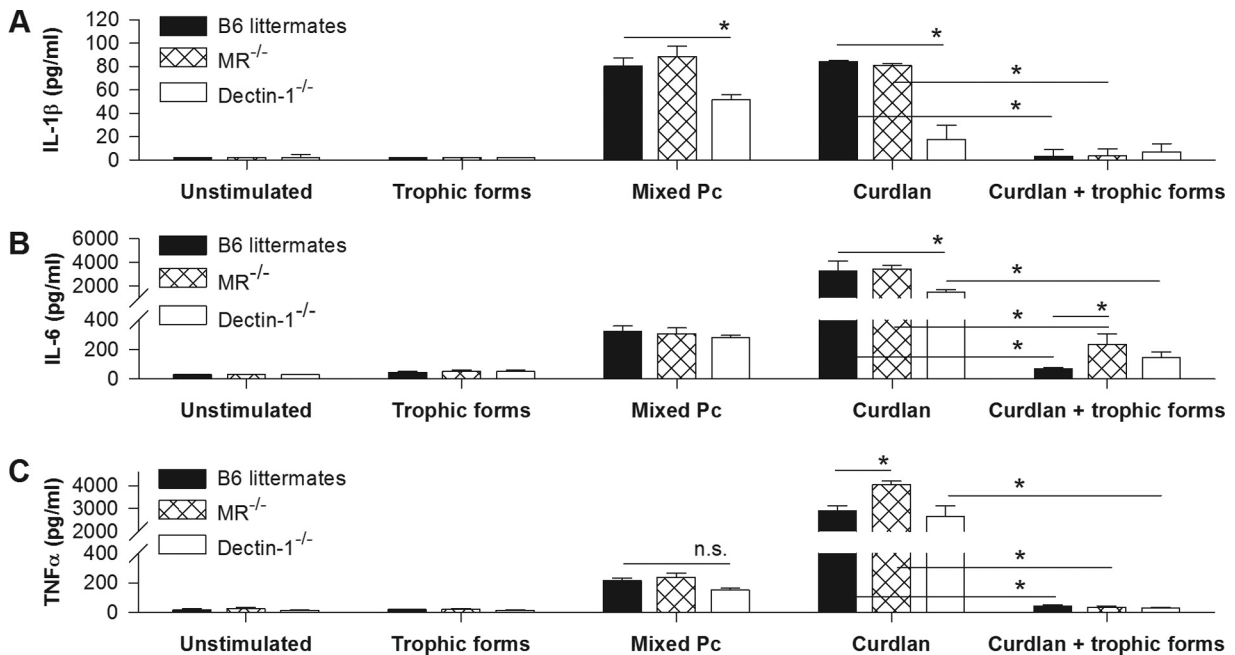 A
IL-1β (pg/ml)
120
100
80
60
40
20
0
B6 littermates
MR-/-
Dectin-1-/-
*
*
*
*
Unstimulated Trophic forms Mixed Pc Curdlan Curdlan + trophic forms
B
IL-6 (pg/ml)
6000
4000
2000
400
200
0
B6 littermates
MR-/-
Dectin-1-/-
*
*
*
*
*
Unstimulated Trophic forms Mixed Pc Curdlan Curdlan + trophic forms
C
TNFα (pg/ml)
4000
3000
2000
400
200
0
B6 littermates
MR-/-
Dectin-1-/-
n.s.
*
*
*
*
Unstimulated Trophic forms Mixed Pc Curdlan Curdlan + trophic forms